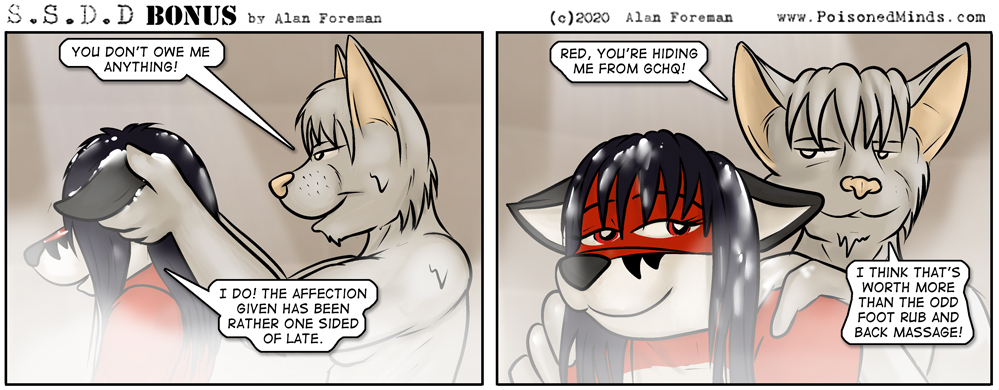 S.S.D.D BONUS by Alan Foreman (c)2020 Alan Foreman www.PoisonedMinds.com
YOU DON'T OWE ME
ANYTHING!
I DO! THE AFFECTION
GIVEN HAS BEEN
RATHER ONE SIDED
OF LATE.
RED, YOU'RE HIDING
ME FROM GCHQ!
I THINK THAT'S
WORTH MORE
THAN THE ODD
FOOT RUB AND
BACK MASSAGE!